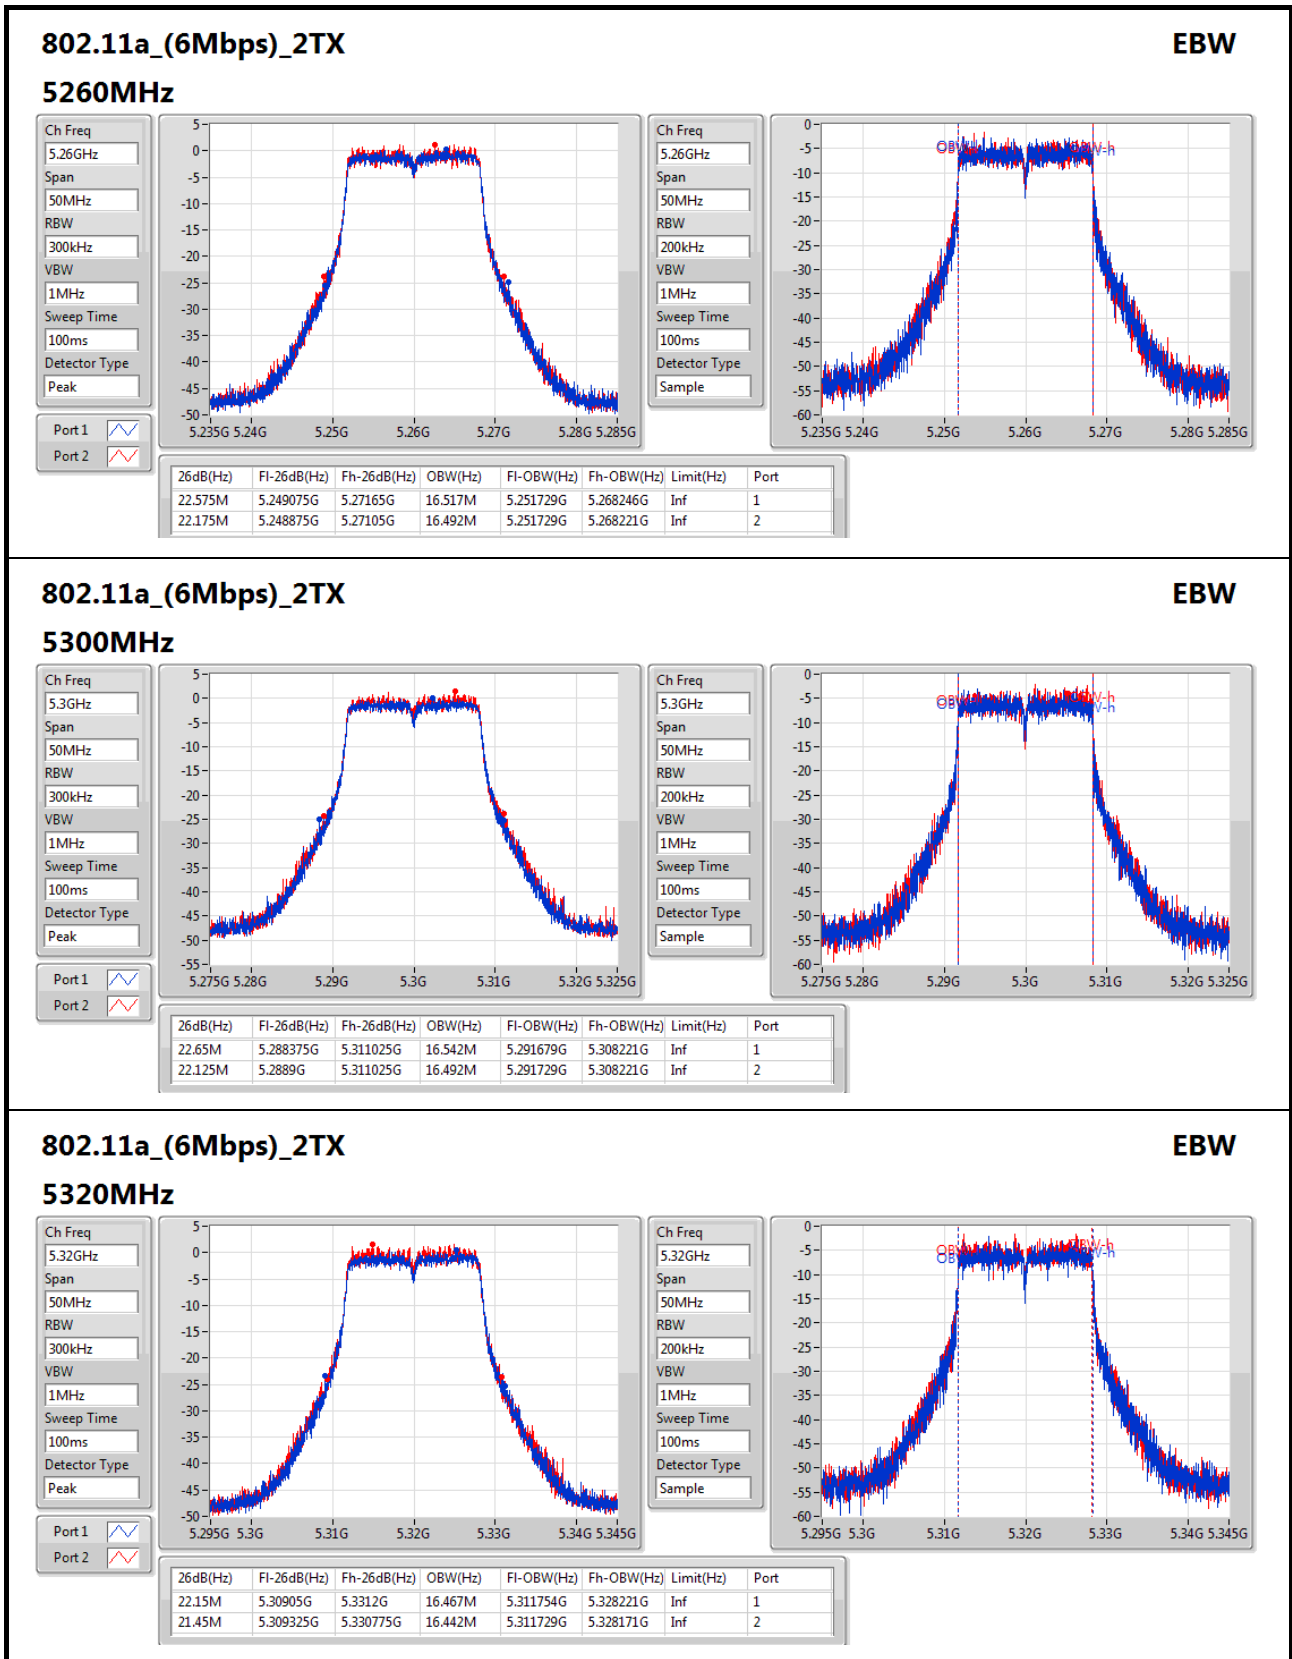 802.11a_(6Mbps)_2TX EBW
5260MHz
Ch Freq
5.26GHz
Span
50MHz
RBW
300kHz
VBW
1MHz
Sweep Time
100ms
Detector Type
Peak
Port 1
Port 2
5
0
-5
-10
-15
-20
-25
-30
-35
-40
-45
-50
5.235G 5.24G 5.25G 5.26G 5.27G 5.28G 5.285G
Ch Freq
5.26GHz
Span
50MHz
RBW
200kHz
VBW
1MHz
Sweep Time
100ms
Detector Type
Sample
0
-5
-10
-15
-20
-25
-30
-35
-40
-45
-50
-55
-60
5.235G 5.24G 5.25G 5.26G 5.27G 5.28G 5.285G
26dB(Hz) Fl-26dB(Hz) Fh-26dB(Hz) OBW(Hz) Fl-OBW(Hz) Fh-OBW(Hz) Limit(Hz) Port
22.575M 5.249075G 5.27165G 16.517M 5.251729G 5.268246G Inf 1
22.175M 5.248875G 5.27105G 16.492M 5.251729G 5.268221G Inf 2
802.11a_(6Mbps)_2TX EBW
5300MHz
Ch Freq
5.3GHz
Span
50MHz
RBW
300kHz
VBW
1MHz
Sweep Time
100ms
Detector Type
Peak
Port 1
Port 2
5
0
-5
-10
-15
-20
-25
-30
-35
-40
-45
-50
-55
5.275G 5.28G 5.29G 5.3G 5.31G 5.32G 5.325G
Ch Freq
5.3GHz
Span
50MHz
RBW
200kHz
VBW
1MHz
Sweep Time
100ms
Detector Type
Sample
0
-5
-10
-15
-20
-25
-30
-35
-40
-45
-50
-55
-60
5.275G 5.28G 5.29G 5.3G 5.31G 5.32G 5.325G
26dB(Hz) Fl-26dB(Hz) Fh-26dB(Hz) OBW(Hz) Fl-OBW(Hz) Fh-OBW(Hz) Limit(Hz) Port
22.65M 5.288375G 5.311025G 16.542M 5.291679G 5.308221G Inf 1
22.125M 5.2889G 5.311025G 16.492M 5.291729G 5.308221G Inf 2
802.11a_(6Mbps)_2TX EBW
5320MHz
Ch Freq
5.32GHz
Span
50MHz
RBW
300kHz
VBW
1MHz
Sweep Time
100ms
Detector Type
Peak
Port 1
Port 2
5
0
-5
-10
-15
-20
-25
-30
-35
-40
-45
-50
5.295G 5.3G 5.31G 5.32G 5.33G 5.34G 5.345G
Ch Freq
5.32GHz
Span
50MHz
RBW
200kHz
VBW
1MHz
Sweep Time
100ms
Detector Type
Sample
0
-5
-10
-15
-20
-25
-30
-35
-40
-45
-50
-55
-60
5.295G 5.3G 5.31G 5.32G 5.33G 5.34G 5.345G
26dB(Hz) Fl-26dB(Hz) Fh-26dB(Hz) OBW(Hz) Fl-OBW(Hz) Fh-OBW(Hz) Limit(Hz) Port
22.15M 5.30905G 5.3312G 16.467M 5.311754G 5.328221G Inf 1
21.45M 5.309325G 5.330775G 16.442M 5.311729G 5.328171G Inf 2